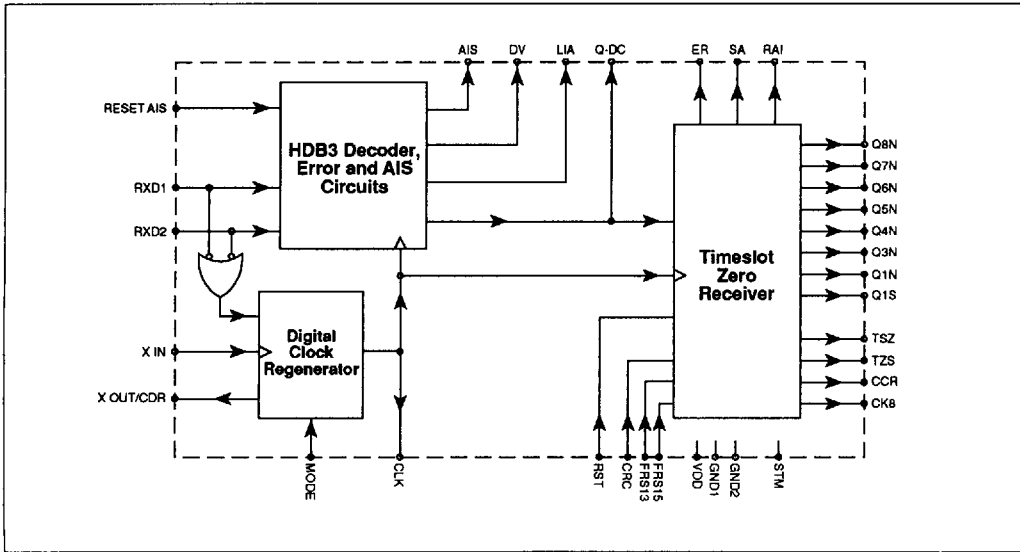 AIS DV LIA Q-DC ER SA RAI
RESET AIS
RXD1
RXD2
X IN
X OUT/CDR
HDB3 Decoder,
Error and AIS
Circuits
Digital
Clock
Regenerator
Timeslot
Zero
Receiver
Q8N
Q7N
Q6N
Q5N
Q4N
Q3N
Q1N
Q1S
TSZ
TZS
CCR
CK8
MODE
CLK
RST
CRC
FRS13
FRS15
VDD
GND1
GND2
STM